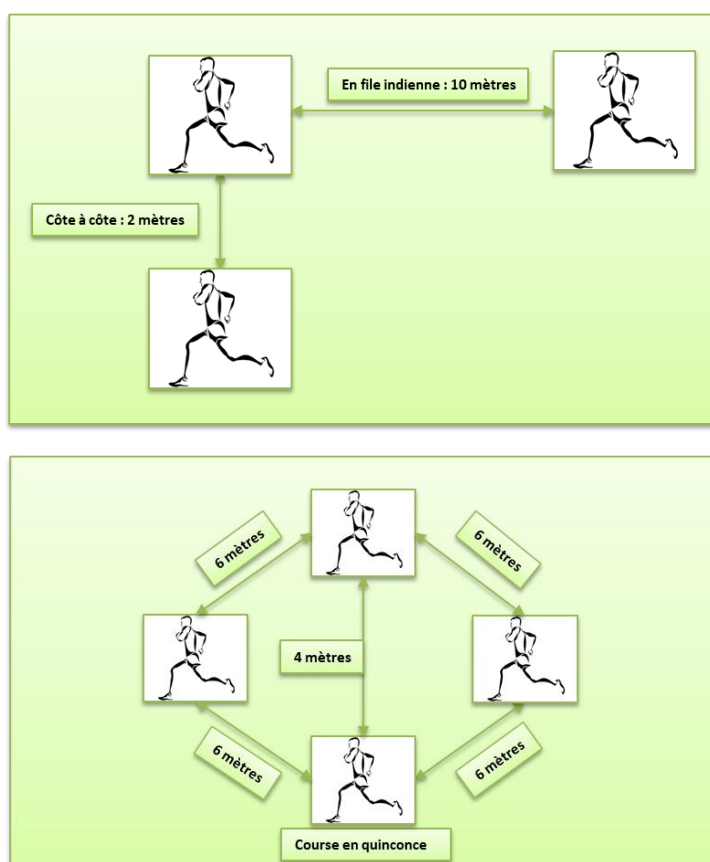 En file indienne : 10 mètres
Côte à côte : 2 mètres
6 mètres
6 mètres
4 mètres
6 mètres
6 mètres
Course en quinconce